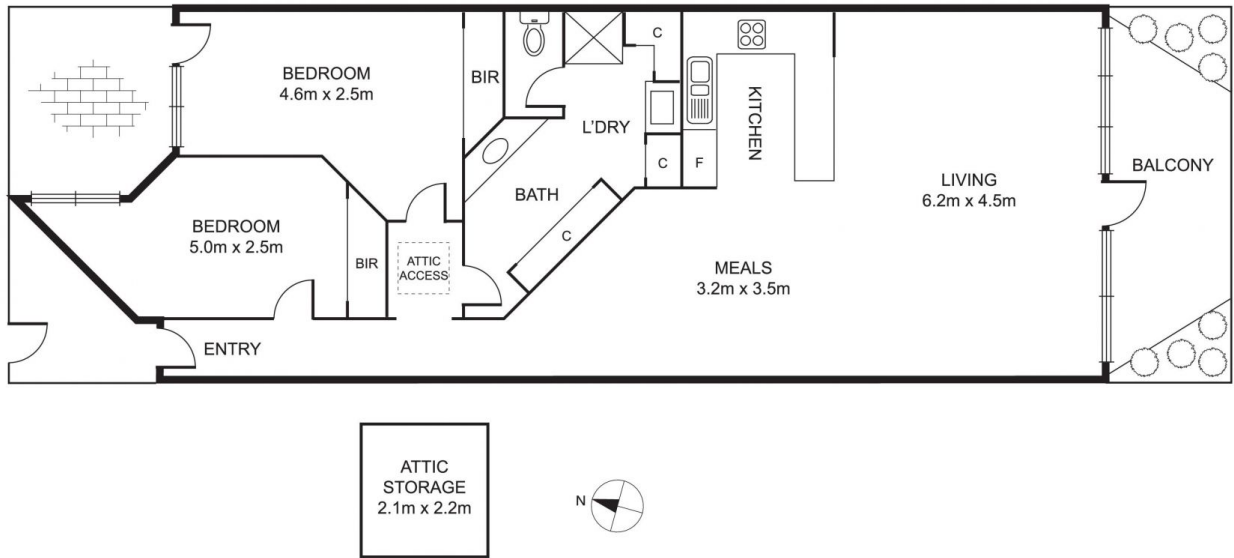 BEDROOM
4.6m x 2.5m
BIR
C
L'DRY
KITCHEN
C
F
BATH
C
BEDROOM
5.0m x 2.5m
BIR
ATTIC
ACCESS
MEALS
3.2m x 3.5m
LIVING
6.2m x 4.5m
BALCONY
ENTRY
ATTIC
STORAGE
2.1m x 2.2m
N